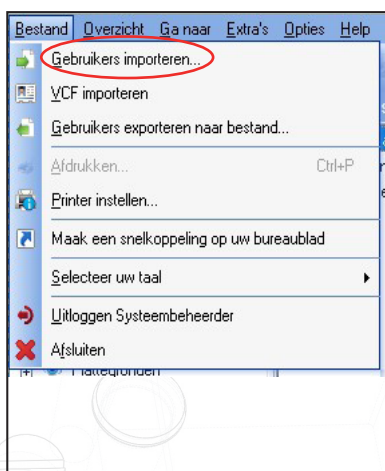 Bestand Overzicht Ga naar Extra's Opties Help
Gebruikers importeren...
VCF importeren
Gebruikers exporteren naar bestand...
Afdrukken... Ctrl+P
Printer instellen...
Maak een snelkoppeling op uw bureaublad
Selecteer uw taal
Uitloggen Systeembeheerder
Afsluiten
Plattegronden